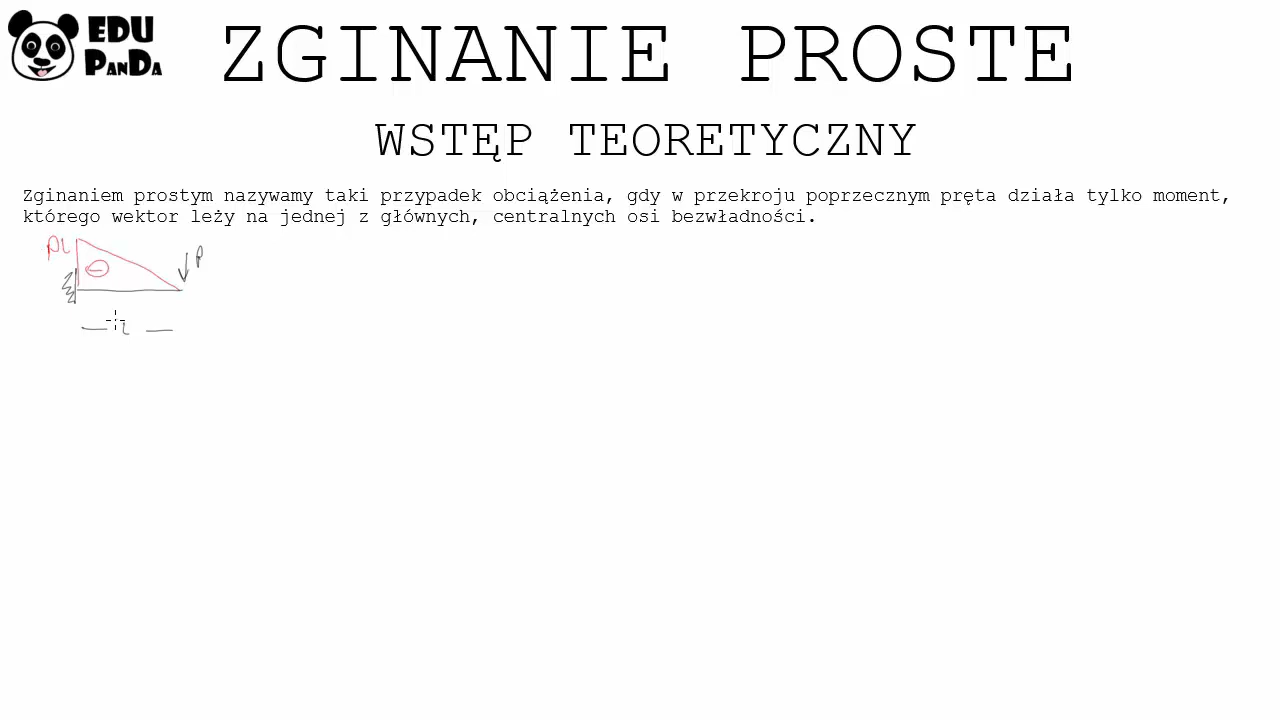 EDU
PANDA
ZGINANIE PROSTE
WSTĘP TEORETYCZNY
Zginaniem prostym nazywamy taki przypadek obciążenia, gdy w przekroju poprzecznym pręta działa tylko moment,
którego wektor leży na jednej z głównych, centralnych osi bezwładności.
PL
P
L